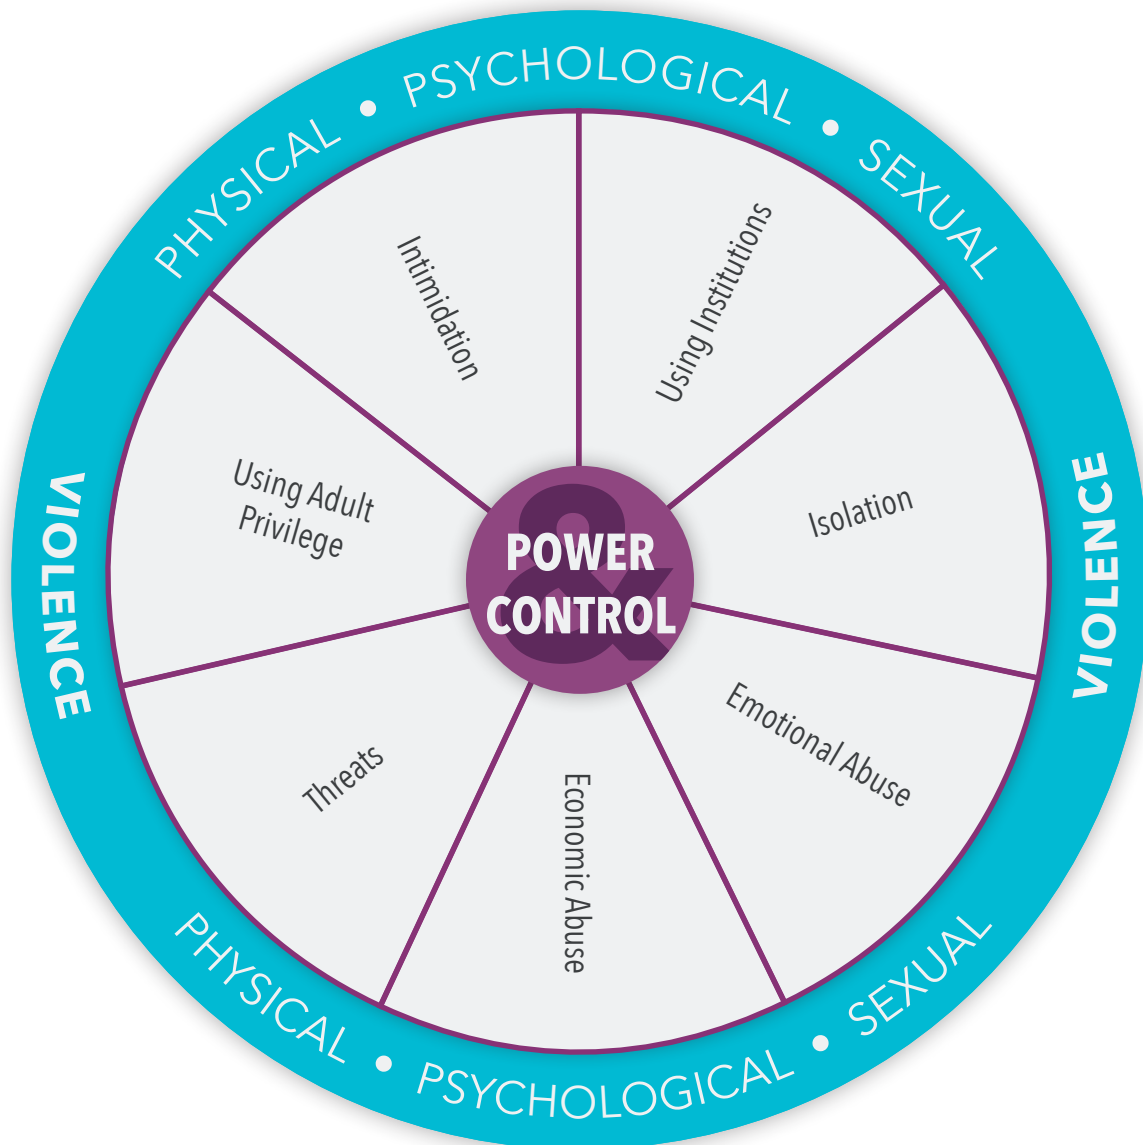 PHYSICAL • PSYCHOLOGICAL • SEXUAL
Intimidation
Using Institutions
Using Adult
Privilege
Isolation
VIOLENCE
VIOLENCE
&
POWER
CONTROL
Threats
Economic Abuse
Emotional Abuse
PHYSICAL • PSYCHOLOGICAL • SEXUAL